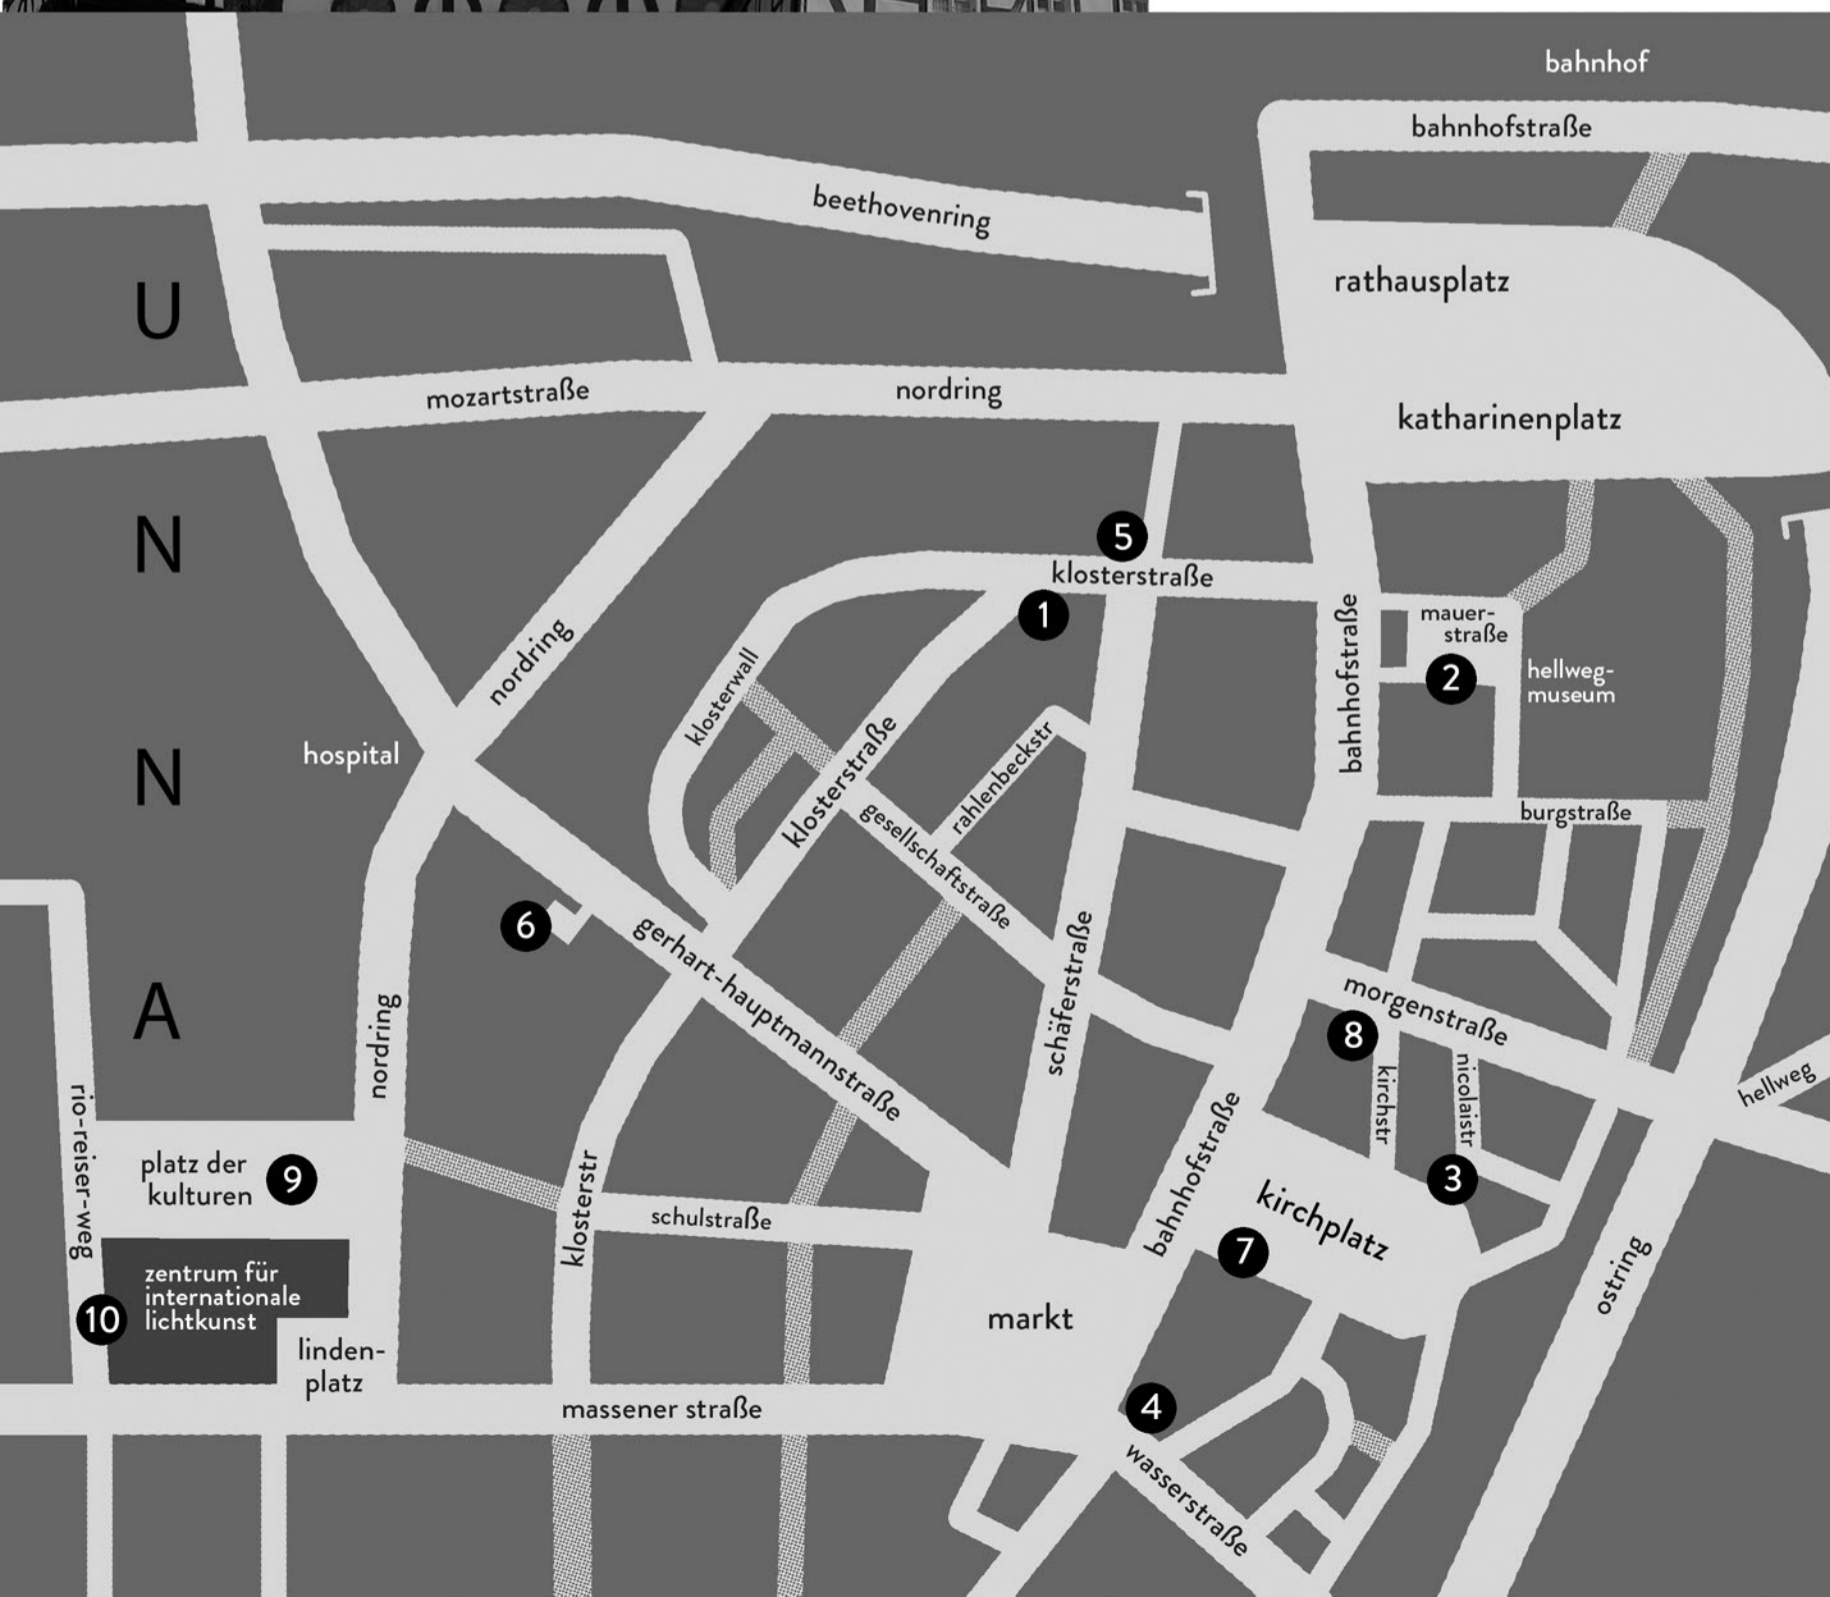 bahnhof
bahnhofstraße
beethovenring
rathausplatz
U
mozartstraße
nordring
katharinenplatz
N
5
klosterstraße
1
mauer-
straße
2
hellweg-
museum
bahnhofstraße
nordring
klosterwall
hospital
N
klosterstraße
rahlenbeckstr
gesellschaftstraße
burgstraße
6
gerhart-hauptmannstraße
schäferstraße
A
nordring
morgenstraße
8
kirchstr
nicolaistr
hellweg
rio-reiser-weg
platz der
kulturen
9
3
bahnhofstraße
kirchplatz
7
klosterstr
schulstraße
ostring
zentrum für
internationale
lichtkunst
10
markt
linden-
platz
massener straße
4
wasserstraße